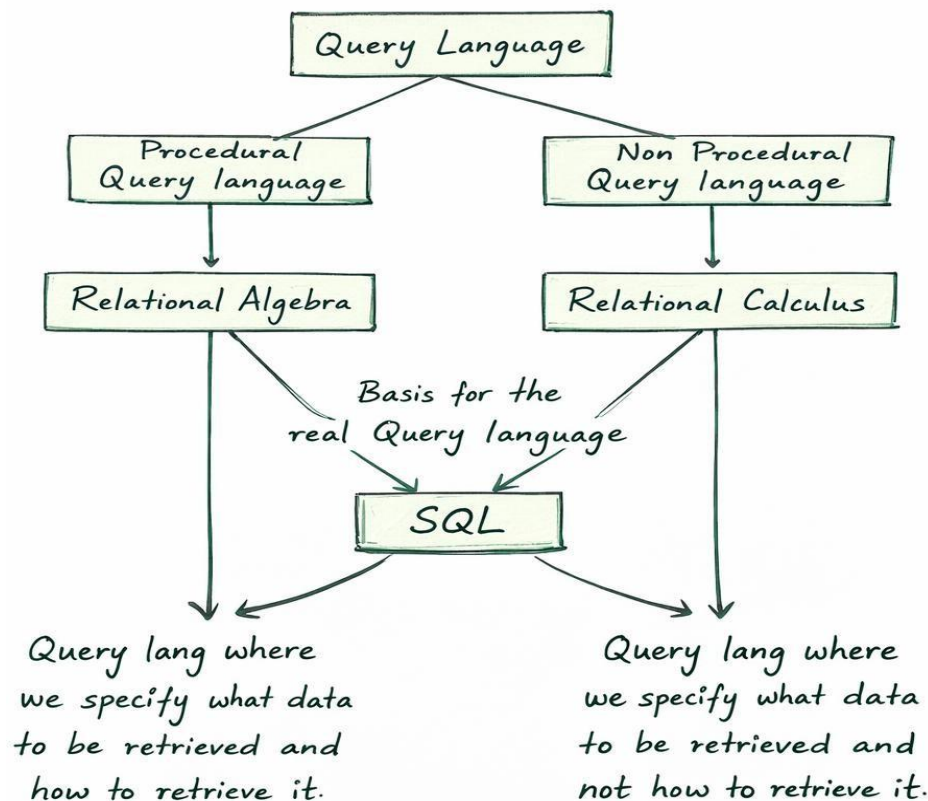 Query Language
Procedural
Query language
Non Procedural
Query language
Relational Algebra
Relational Calculus
Basis for the
real Query language
SQL
Query lang where
we specify what data
to be retrieved and
how to retrieve it.
Query lang where
we specify what data
to be retrieved and
not how to retrieve it.